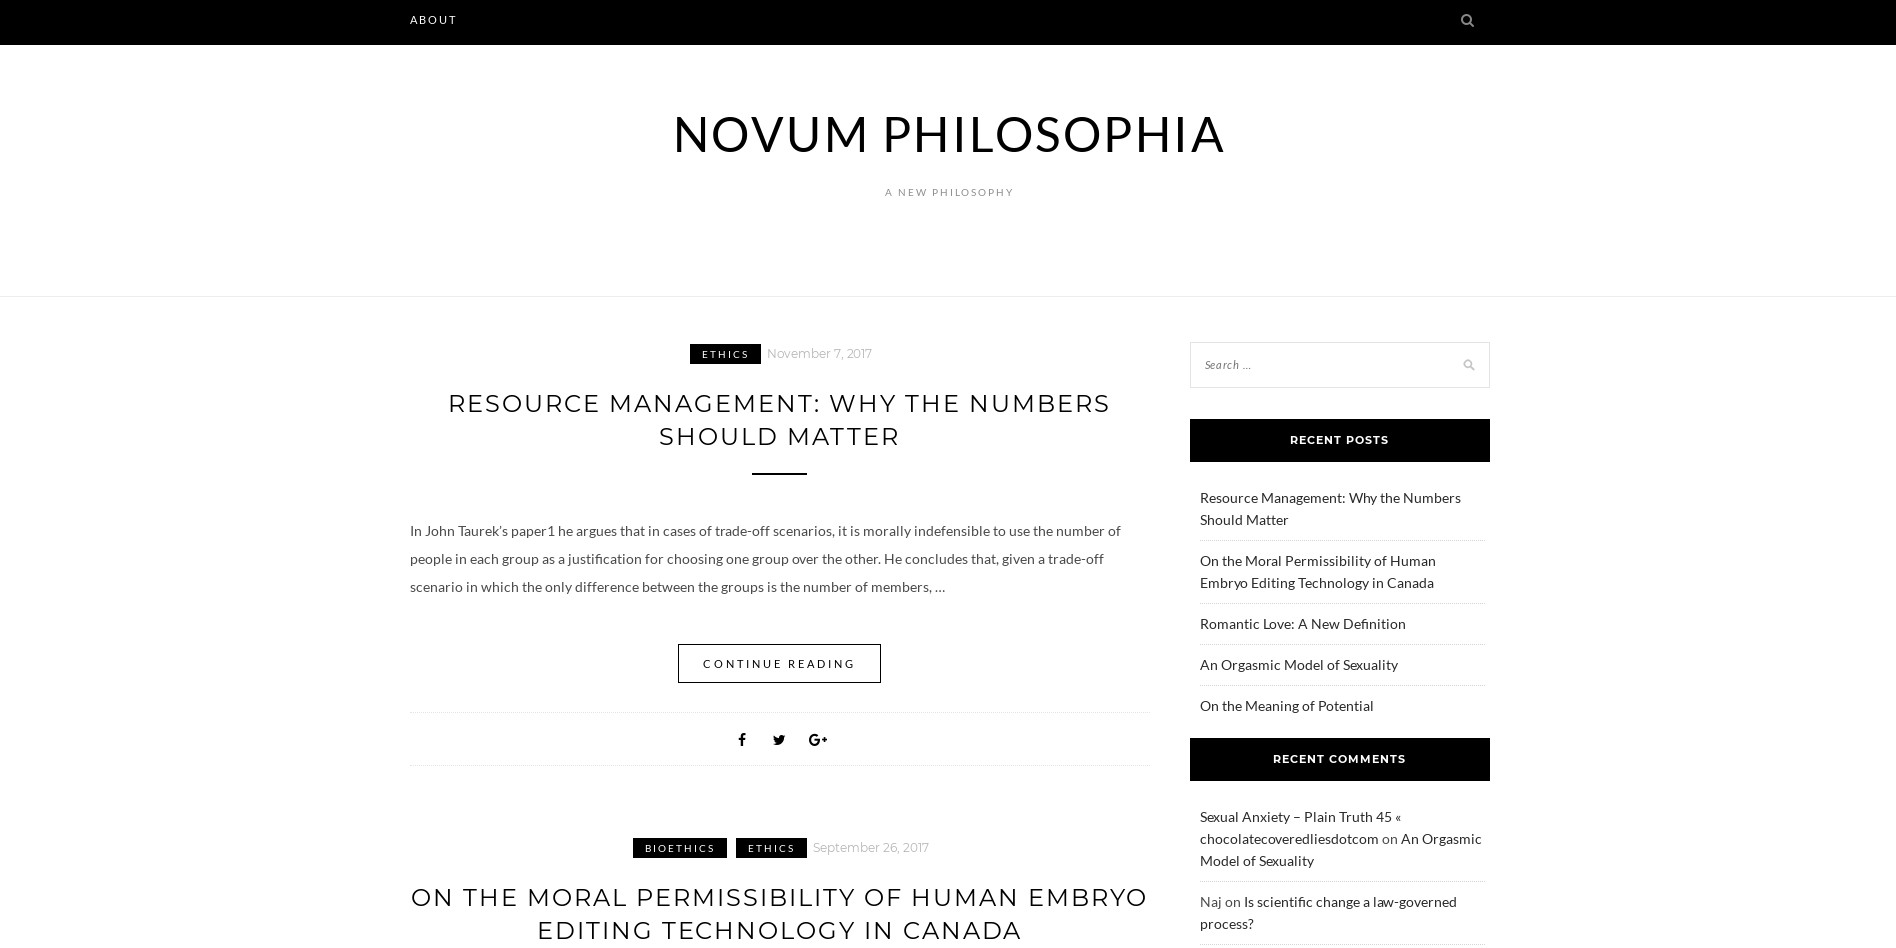 ABOUT
NOVUM PHILOSOPHIA
A NEW PHILOSOPHY
ETHICS November 7, 2017
RESOURCE MANAGEMENT: WHY THE NUMBERS
SHOULD MATTER
In John Taurek's paper1 he argues that in cases of trade-off scenarios, it is morally indefensible to use the number of
people in each group as a justification for choosing one group over the other. He concludes that, given a trade-off
scenario in which the only difference between the groups is the number of members, …
CONTINUE READING
BIOETHICS ETHICS September 26, 2017
ON THE MORAL PERMISSIBILITY OF HUMAN EMBRYO
EDITING TECHNOLOGY IN CANADA
Search …
RECENT POSTS
Resource Management: Why the Numbers
Should Matter
On the Moral Permissibility of Human
Embryo Editing Technology in Canada
Romantic Love: A New Definition
An Orgasmic Model of Sexuality
On the Meaning of Potential
RECENT COMMENTS
Sexual Anxiety – Plain Truth 45 «
chocolatecoveredliesdotcom on An Orgasmic
Model of Sexuality
Naj on Is scientific change a law-governed
process?